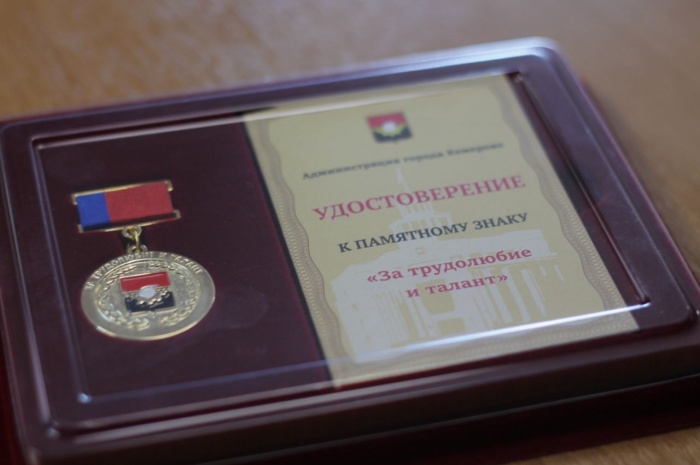 Администрация города Кемерово
УДОСТОВЕРЕНИЕ
К ПАМЯТНОМУ ЗНАКУ
«За трудолюбие
и талант»